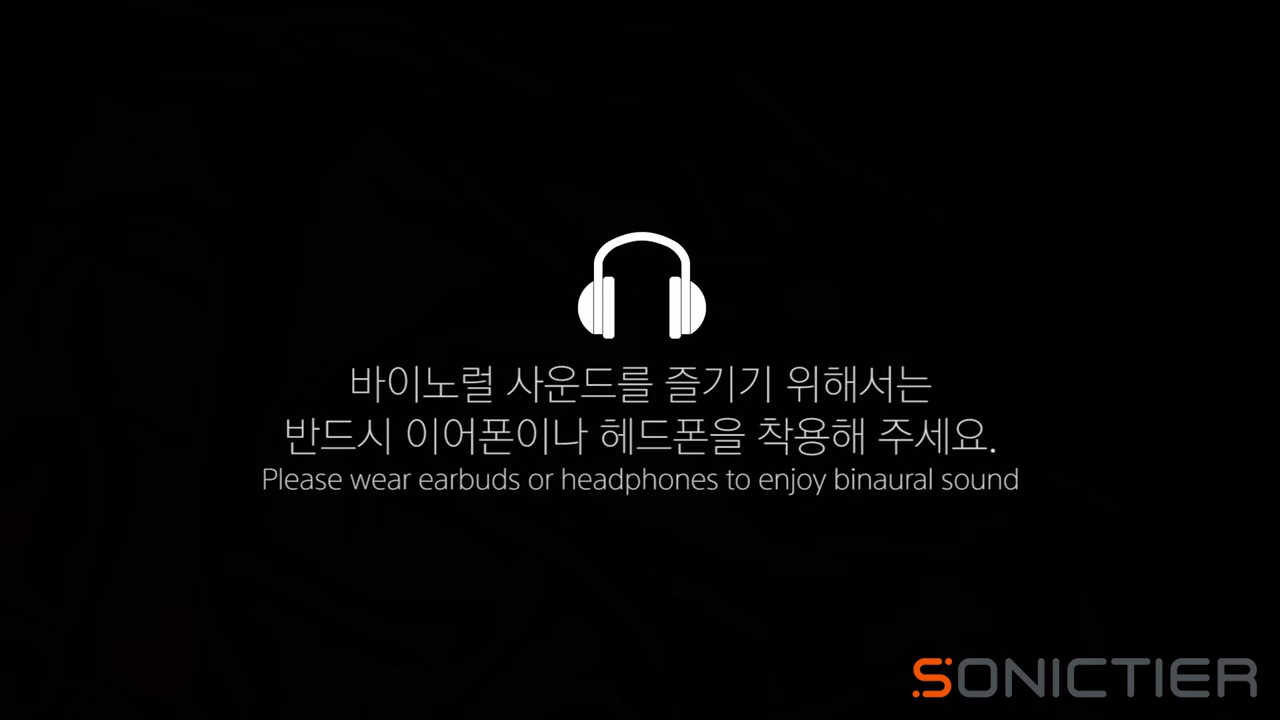 바이노럴 사운드를 즐기기 위해서는
반드시 이어폰이나 헤드폰을 착용해 주세요.
Please wear earbuds or headphones to enjoy binaural sound
SONICTIER